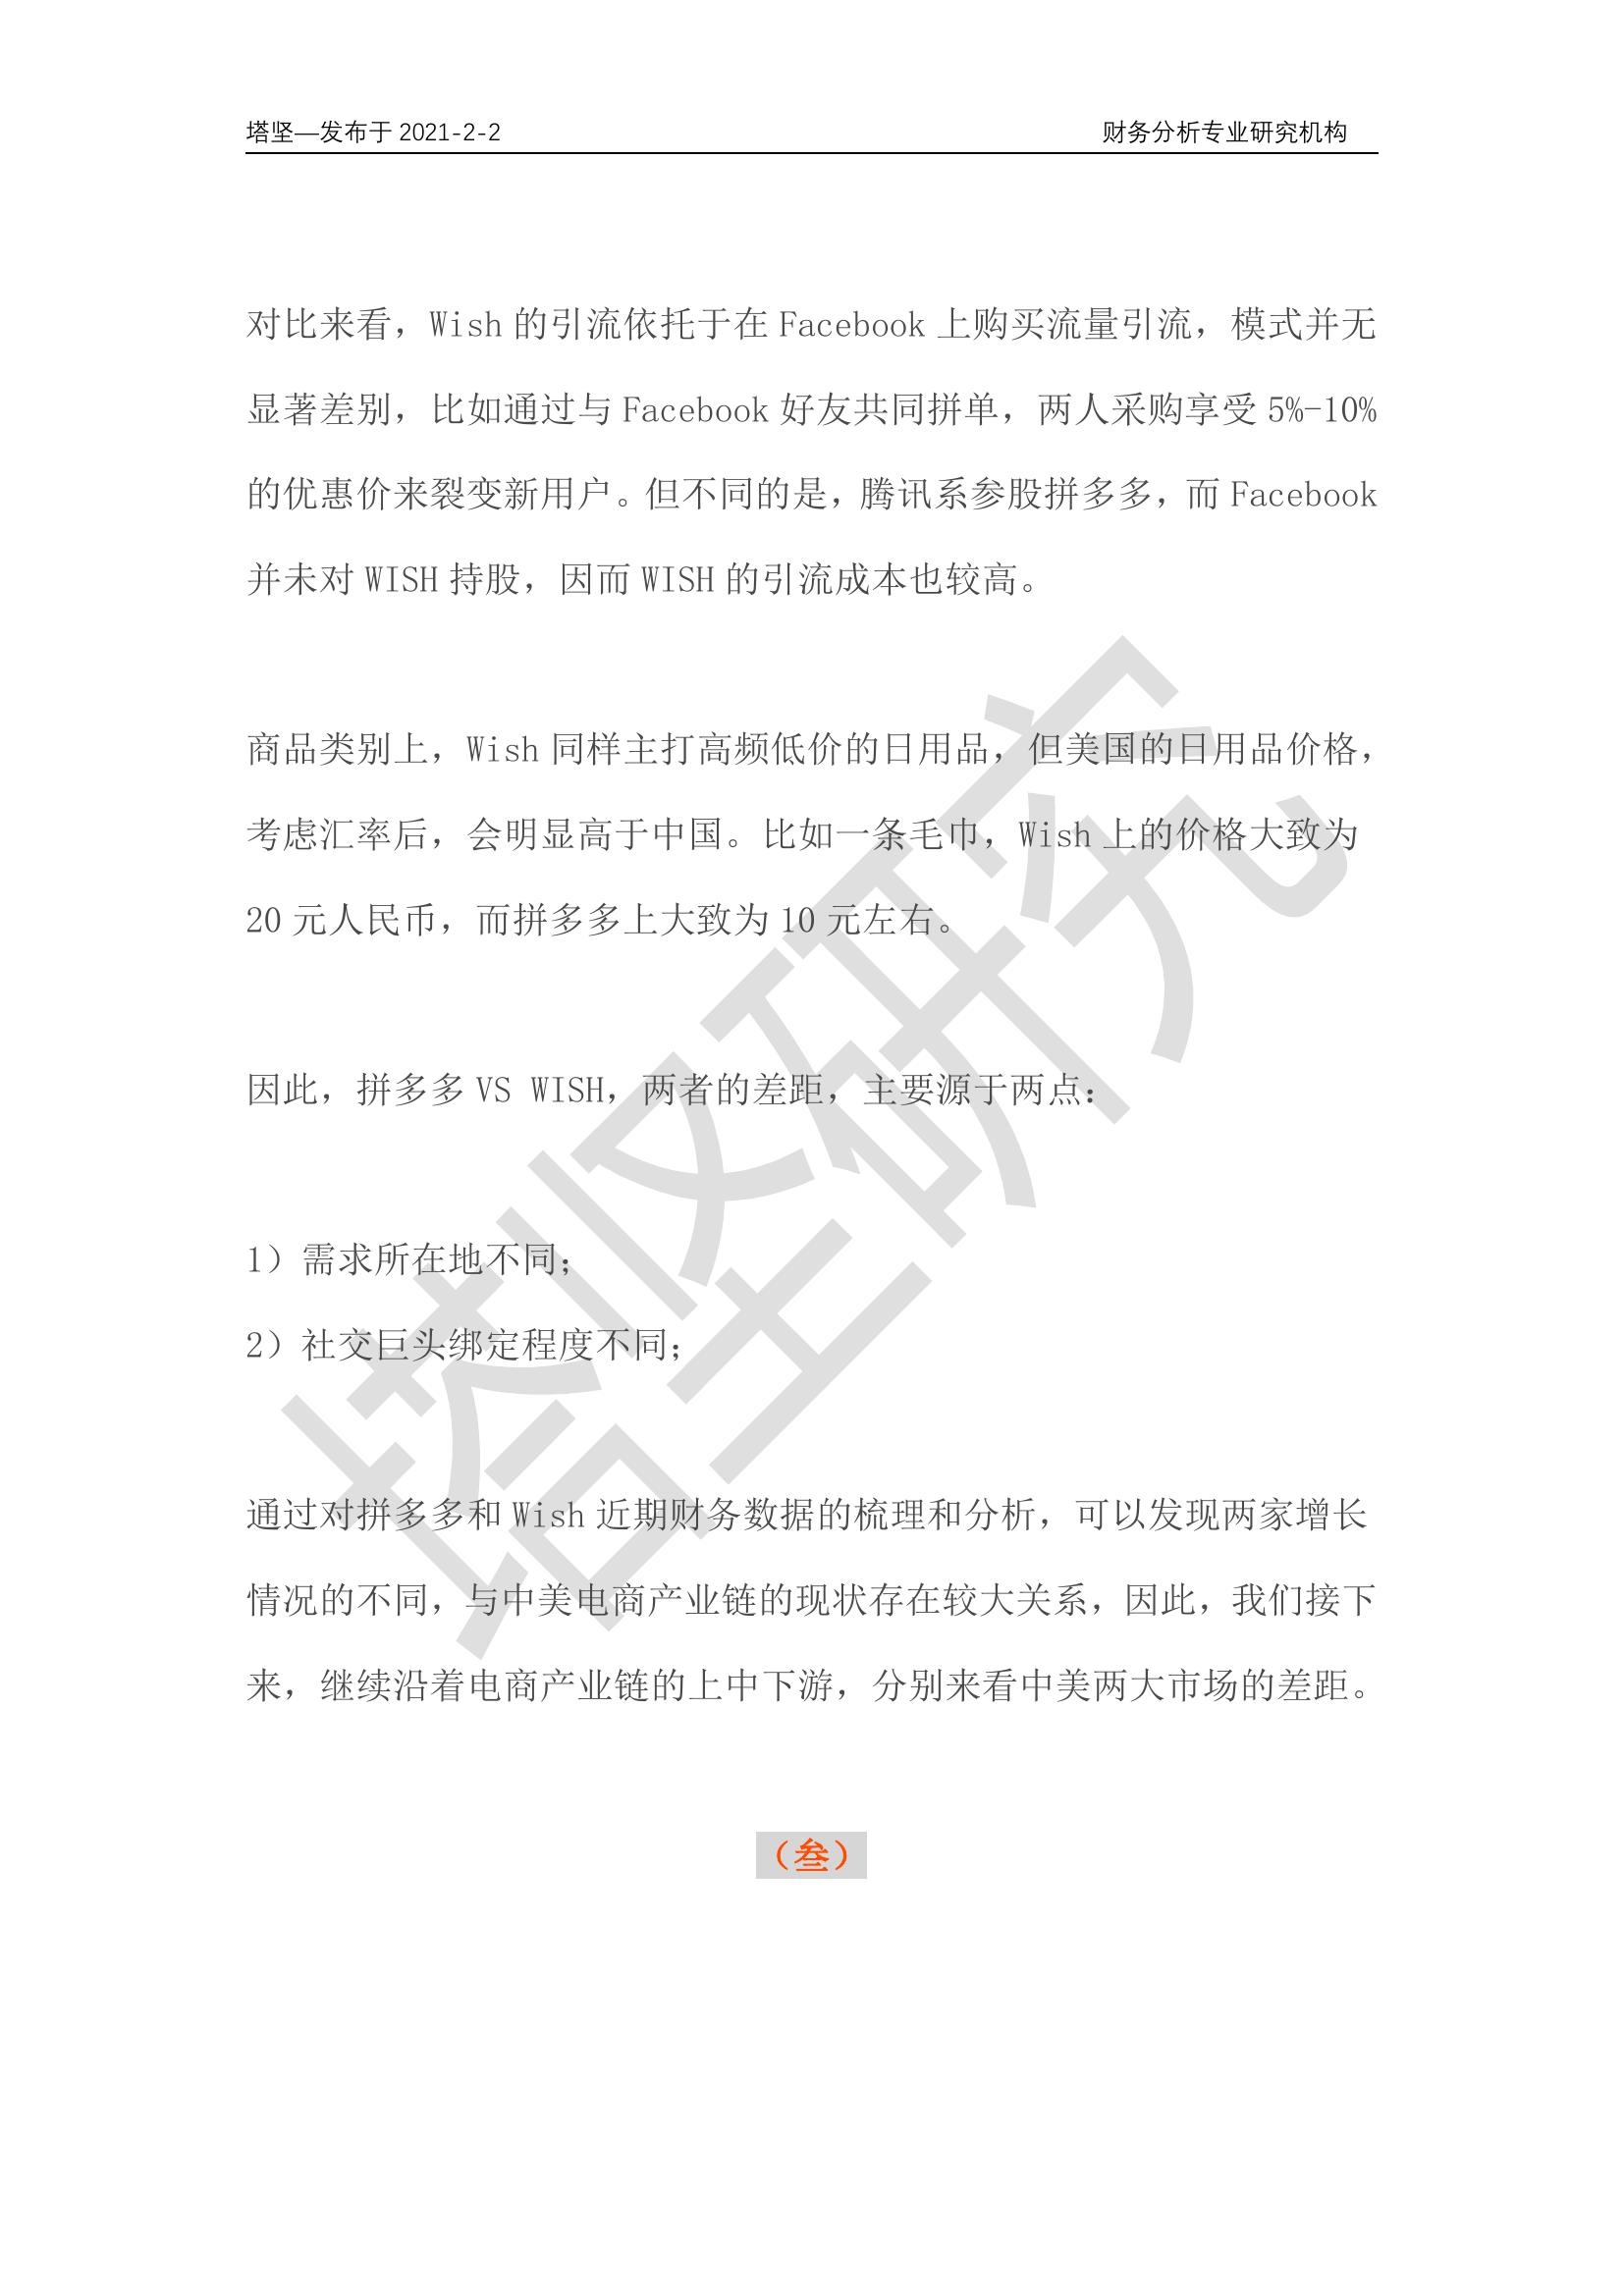 塔坚—发布于 2021-2-2 财务分析专业研究机构
对比来看，Wish 的引流依托于在 Facebook 上购买流量引流，模式并无
显著差别，比如通过与 Facebook 好友共同拼单，两人采购享受 5%-10%
的优惠价来裂变新用户。但不同的是，腾讯系参股拼多多，而 Facebook
并未对 WISH 持股，因而 WISH 的引流成本也较高。
商品类别上，Wish 同样主打高频低价的日用品，但美国的日用品价格，
考虑汇率后，会明显高于中国。比如一条毛巾，Wish 上的价格大致为
20 元人民币，而拼多多上大致为 10 元左右。
因此，拼多多 VS WISH，两者的差距，主要源于两点：
1）需求所在地不同；
2）社交巨头绑定程度不同；
通过对拼多多和 Wish 近期财务数据的梳理和分析，可以发现两家增长
情况的不同，与中美电商产业链的现状存在较大关系，因此，我们接下
来，继续沿着电商产业链的上中下游，分别来看中美两大市场的差距。
（叁）
塔坚研究